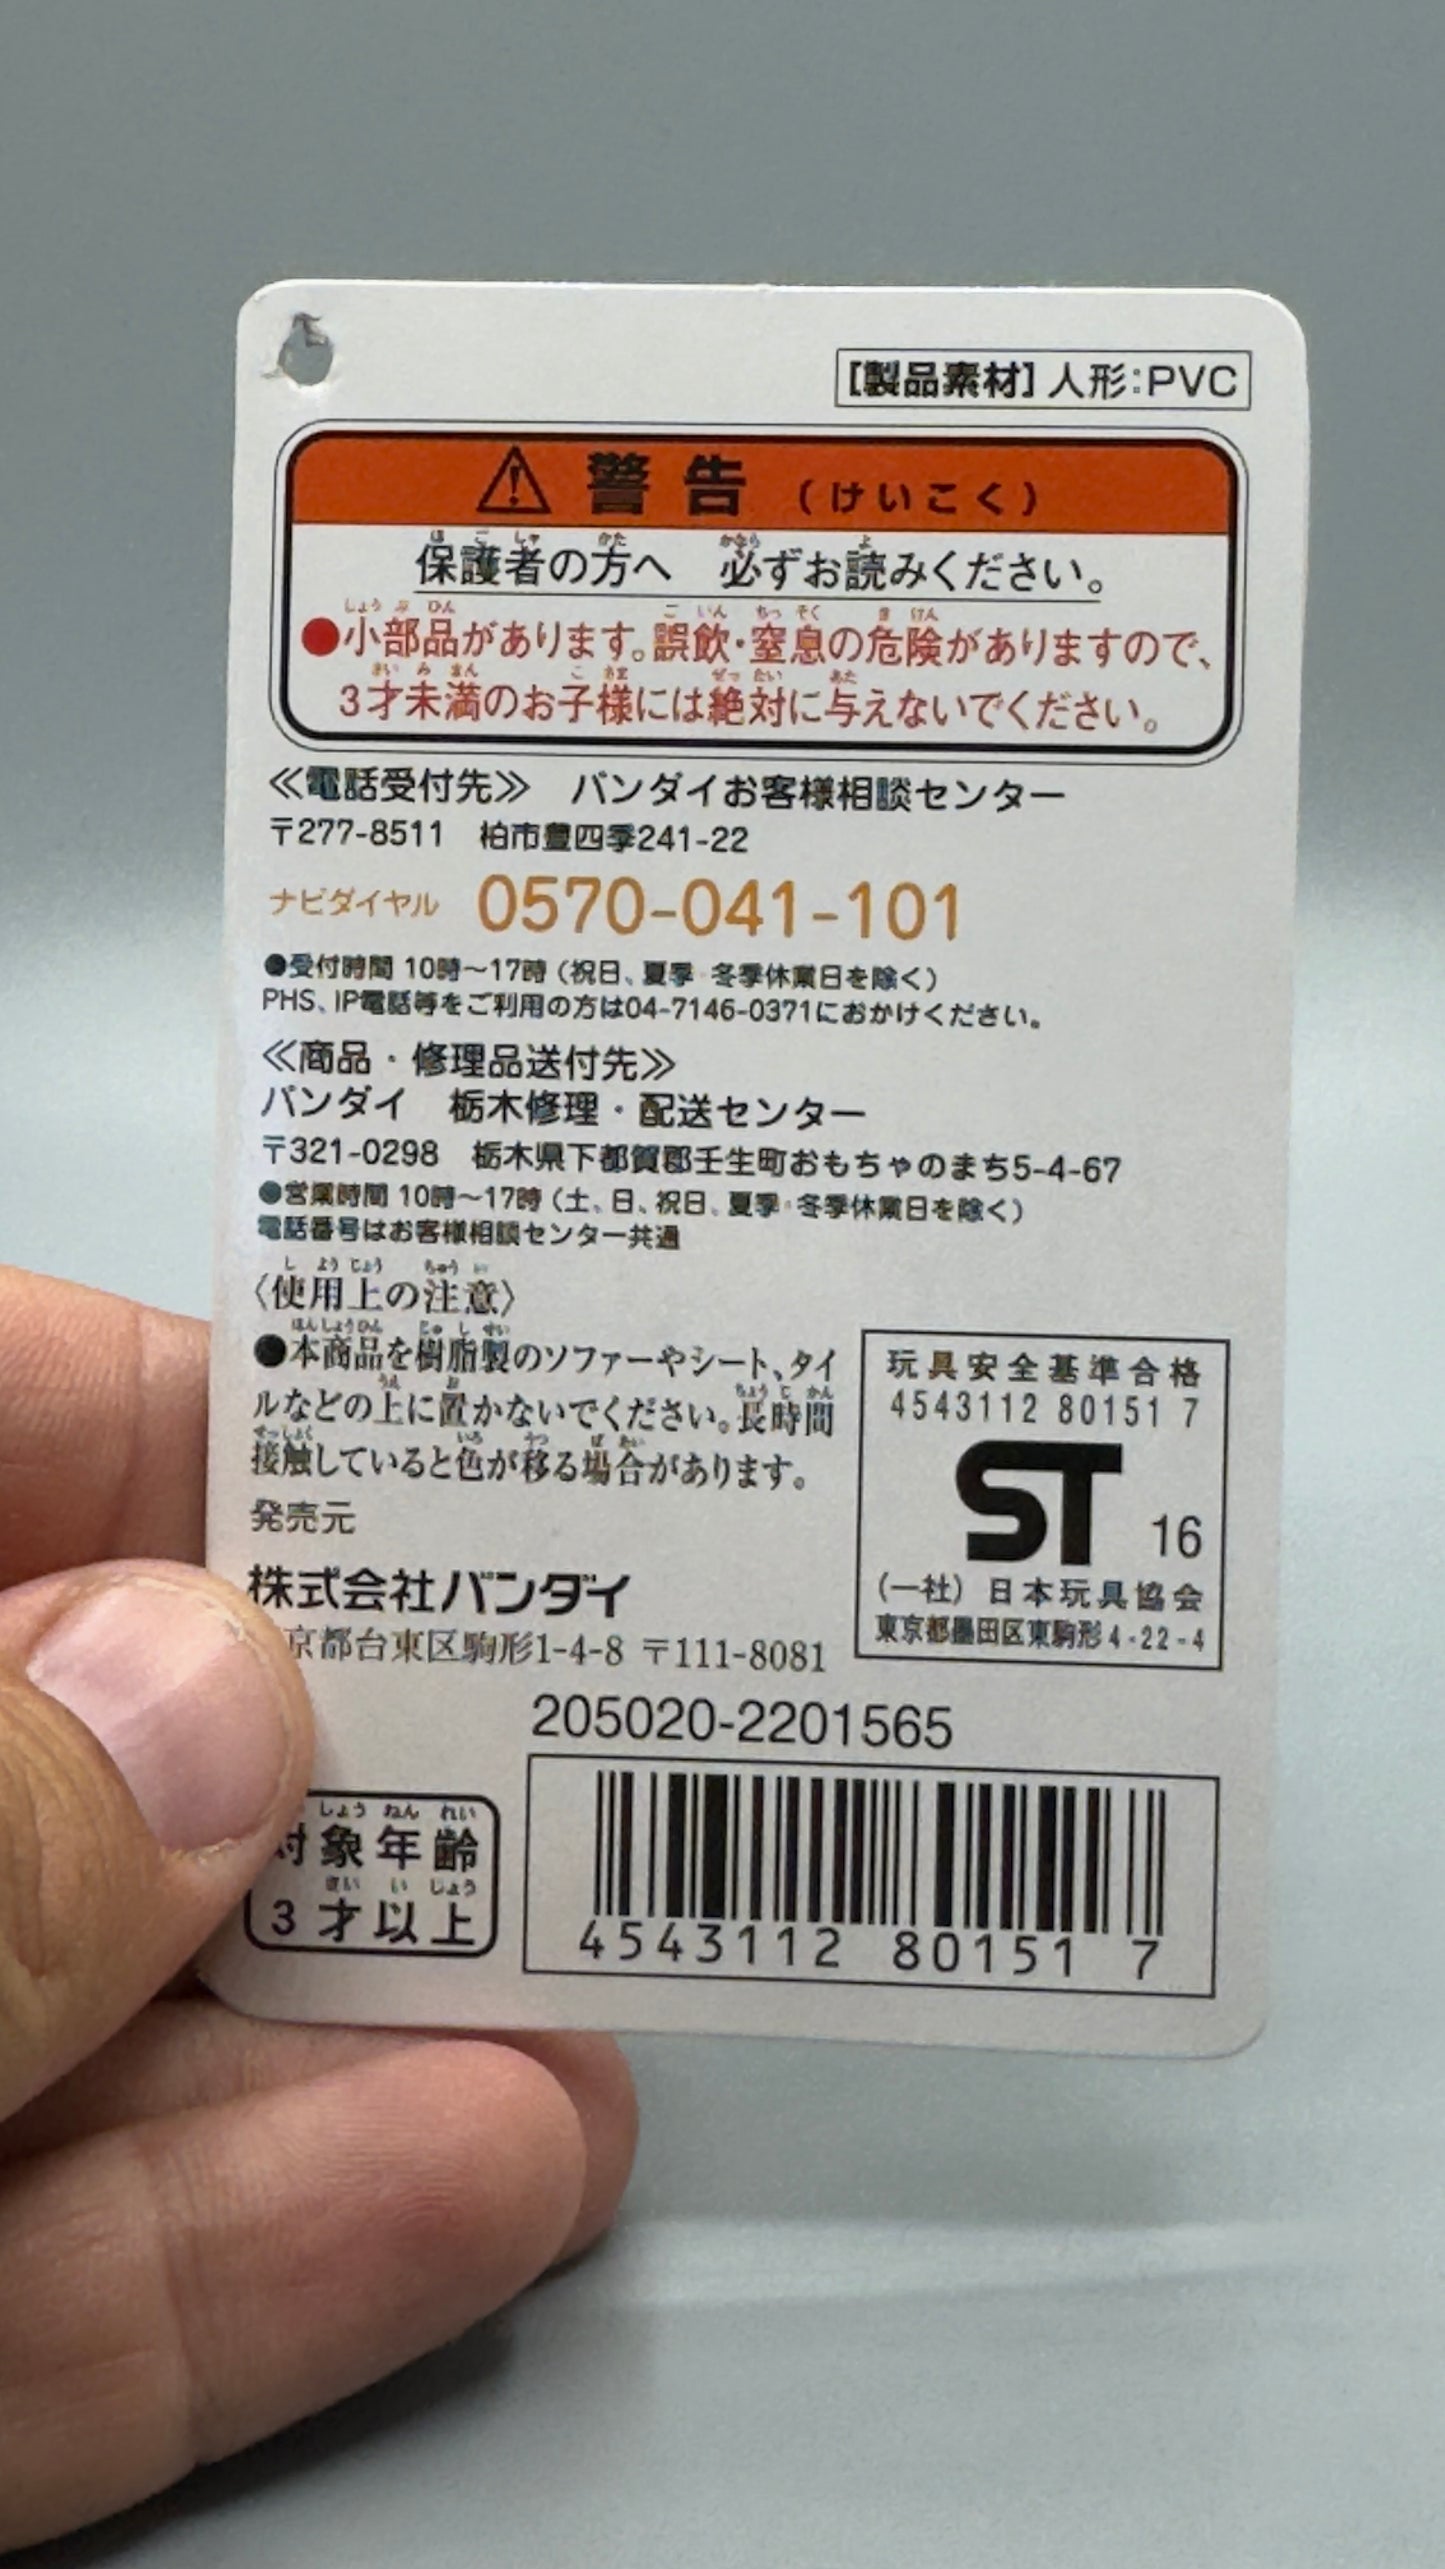 [製品素材] 人形:PVC
警告 (けいこく)
保護者の方へ 必ずお読みください。
●小部品があります。誤飲・窒息の危険がありますので、
3才未満のお子様には絶対に与えないでください。
≪電話受付先≫ バンダイお客様相談センター
〒277-8511 柏市豊四季241-22
ナビダイヤル 0570-041-101
●受付時間 10時～17時 (祝日、夏季・冬季休業日を除く)
PHS、IP電話等をご利用の方は04-7146-0371におかけください。
≪商品・修理品送付先≫
バンダイ 栃木修理・配送センター
〒321-0298 栃木県下都賀郡壬生町おもちゃのまち5-4-67
●営業時間 10時～17時 (土、日、祝日、夏季・冬季休業日を除く)
電話番号はお客様相談センター共通
〈使用上の注意〉
●本商品を樹脂製のソファーやシート、タイ
ルなどの上に置かないでください。長時間
接触していると色が移る場合があります。
発売元
株式会社バンダイ
京都台東区駒形1-4-8 〒111-8081
玩具安全基準合格
4543112 80151 7
ST 16
(一社) 日本玩具協会
東京都墨田区東駒形4-22-4
205020-2201565
対象年齢
3才以上
4543112 80151 7